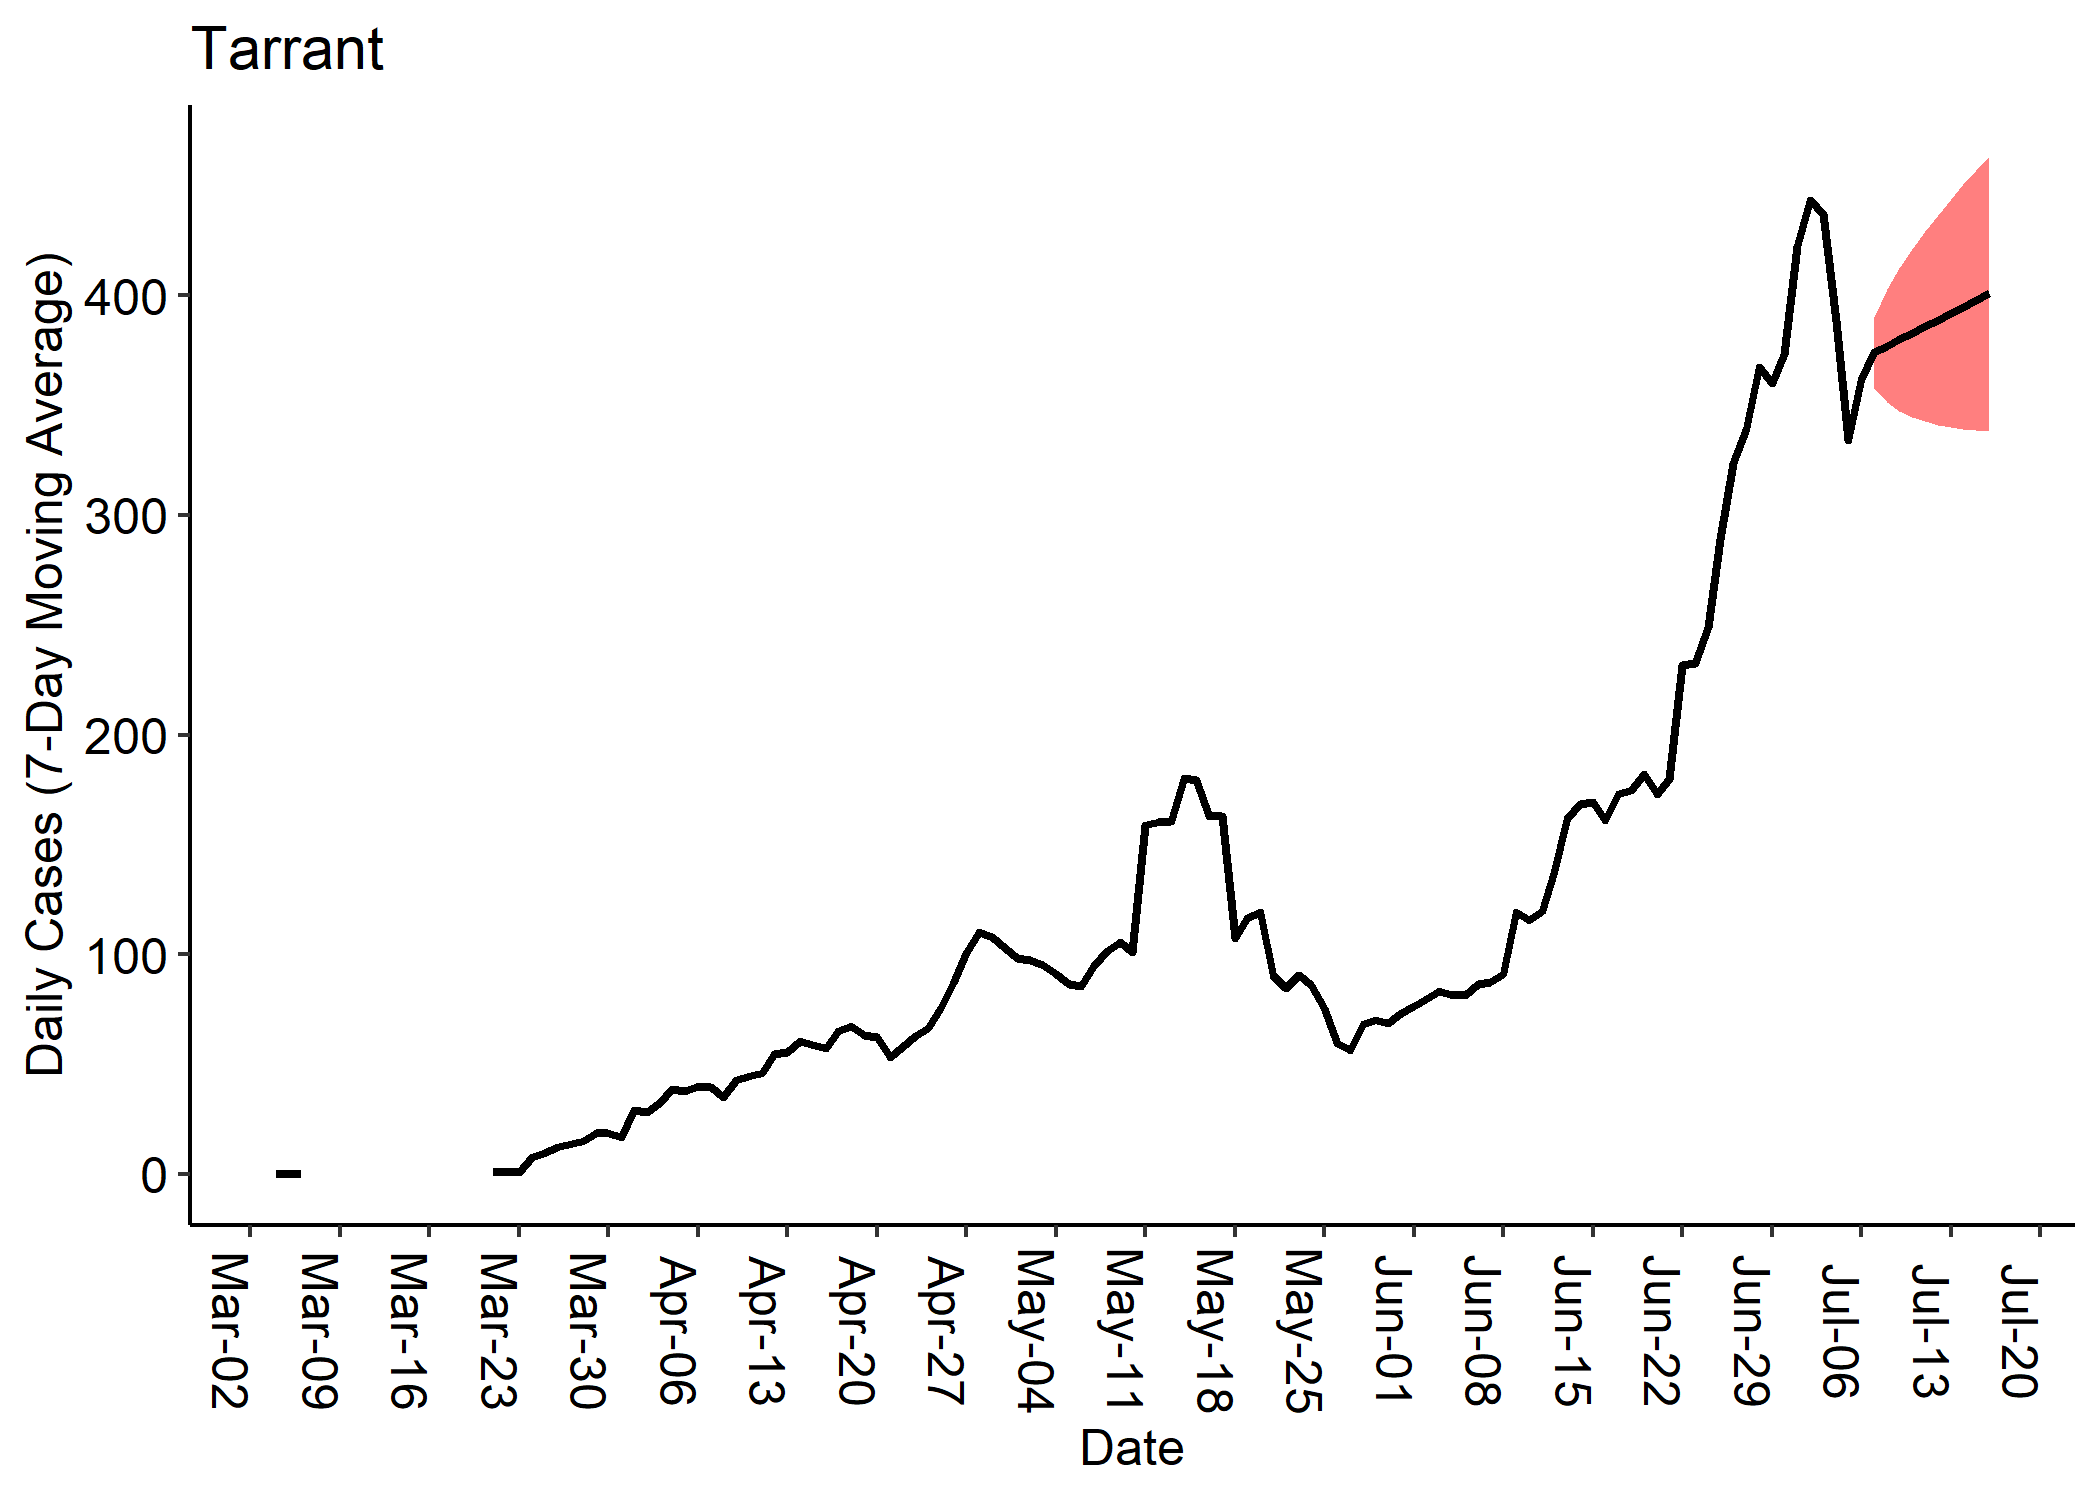 Tarrant
Daily Cases (7-Day Moving Average)
400
300
200
100
0
Mar-02
Mar-09
Mar-16
Mar-23
Mar-30
Apr-06
Apr-13
Apr-20
Apr-27
May-04
May-11
May-18
May-25
Jun-01
Jun-08
Jun-15
Jun-22
Jun-29
Jul-06
Jul-13
Jul-20
Date